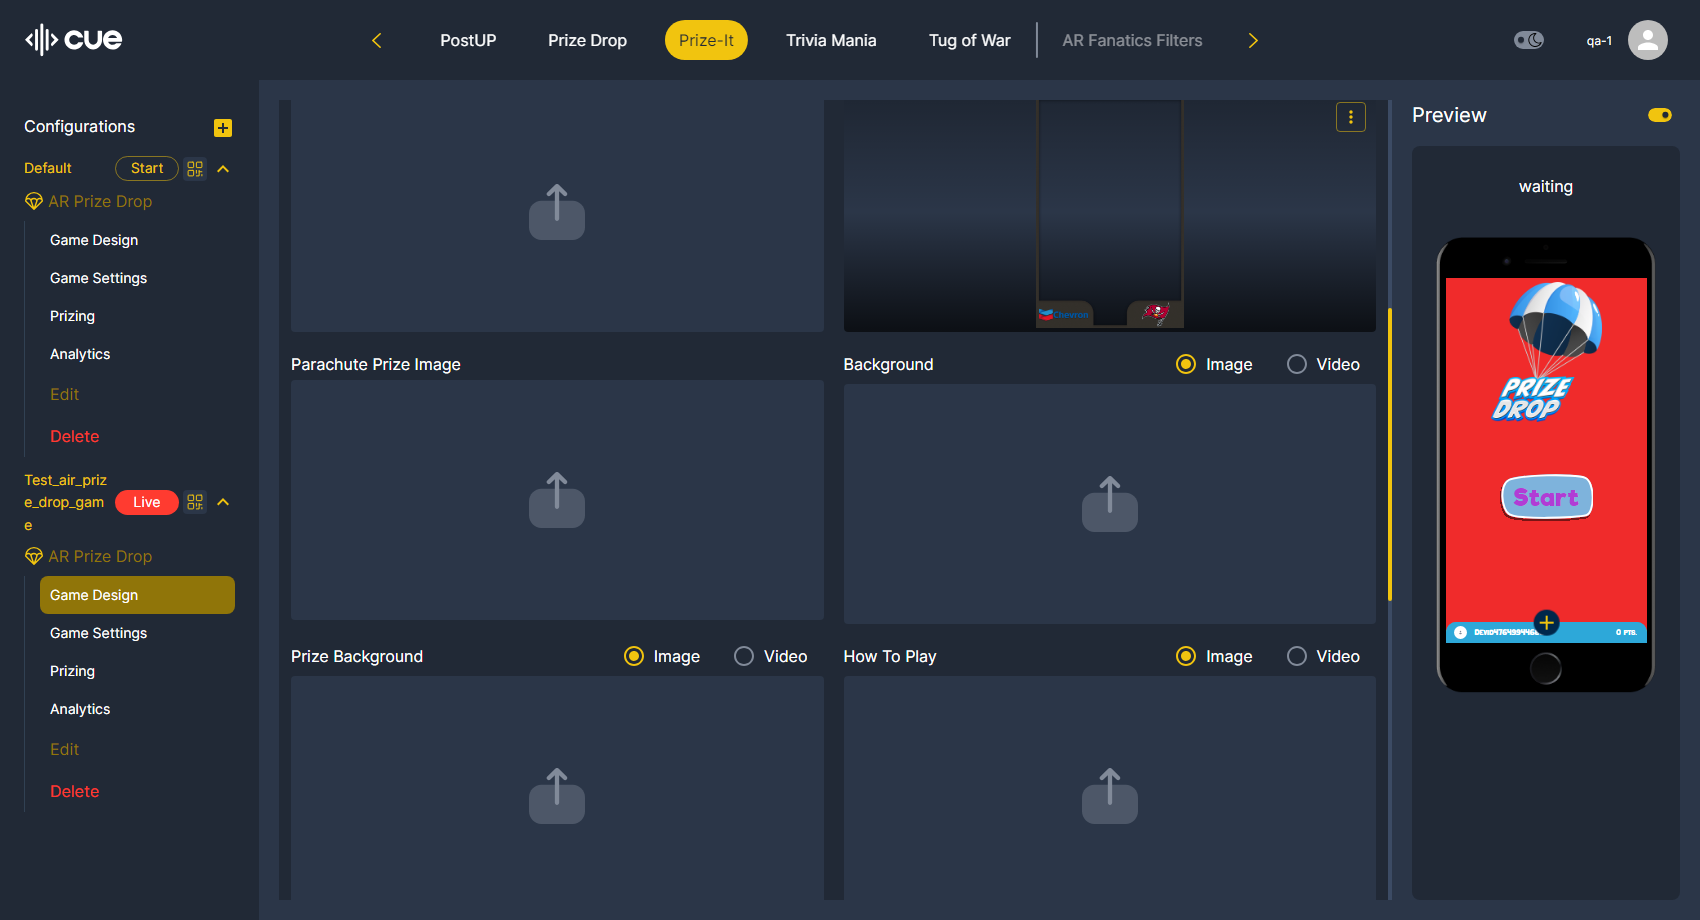 cue
PostUP
Prize Drop
Prize-It
Trivia Mania
Tug of War
AR Fanatics Filters
qa-1
Configurations
Default
Start
AR Prize Drop
Game Design
Game Settings
Prizing
Analytics
Edit
Delete
Test_air_priz
e_drop_gam
e
Live
AR Prize Drop
Game Design
Game Settings
Prizing
Analytics
Edit
Delete
Chevron
Parachute Prize Image
Background
Image
Video
Prize Background
Image
Video
How To Play
Image
Video
Preview
waiting
PRIZE
DROP
Start
0 PTS.